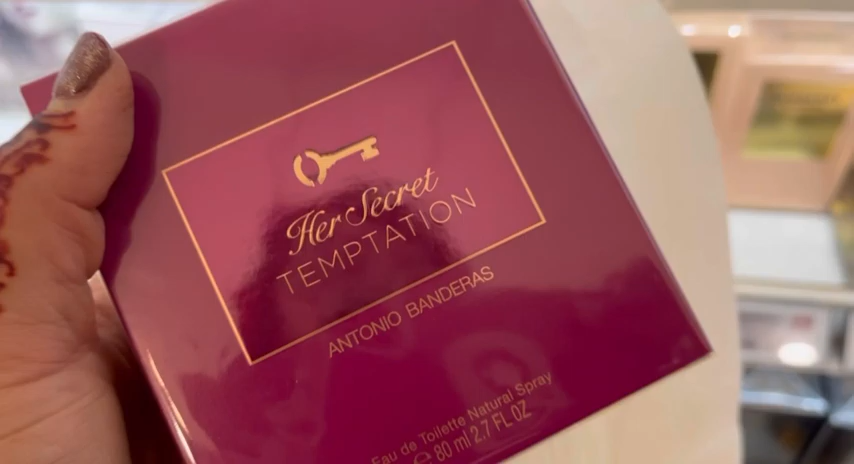 Her Secret
TEMPTATION
ANTONIO BANDERAS
Eau de Toilette Natural Spray
℮ 80 ml 2.7 FL OZ